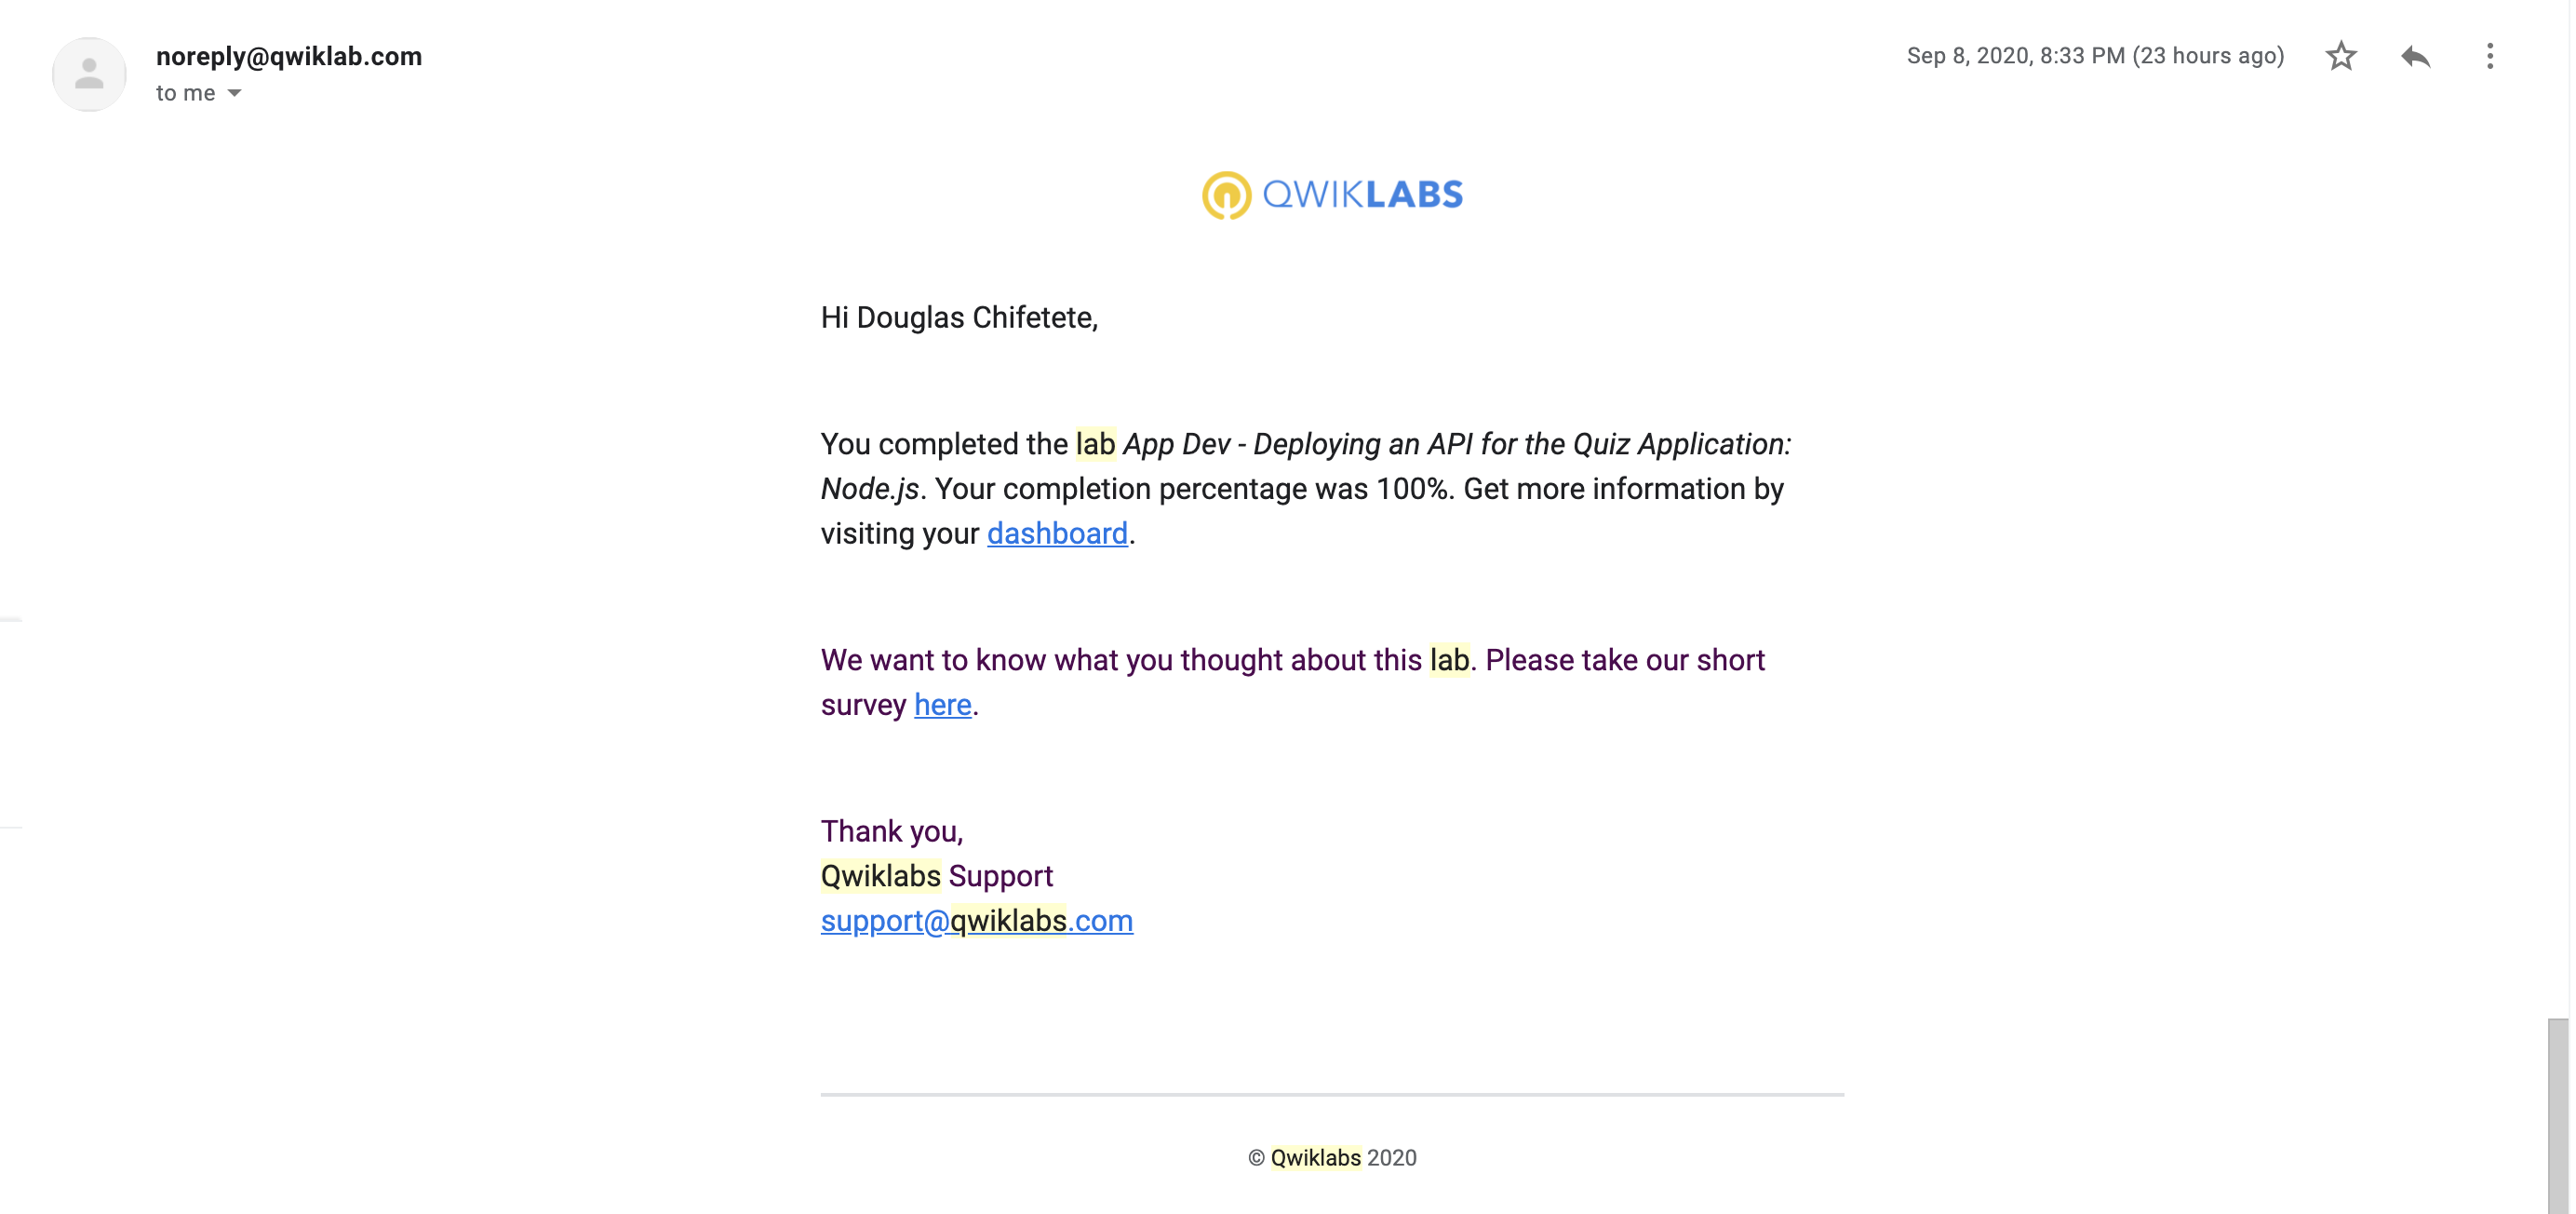 noreply@qwiklab.com
Sep 8, 2020, 8:33 PM (23 hours ago)
to me
QWIKLABS
Hi Douglas Chifetete,
You completed the lab App Dev - Deploying an API for the Quiz Application:
Node.js. Your completion percentage was 100%. Get more information by
visiting your dashboard.
We want to know what you thought about this lab. Please take our short
survey here.
Thank you,
Qwiklabs Support
support@qwiklabs.com
© Qwiklabs 2020